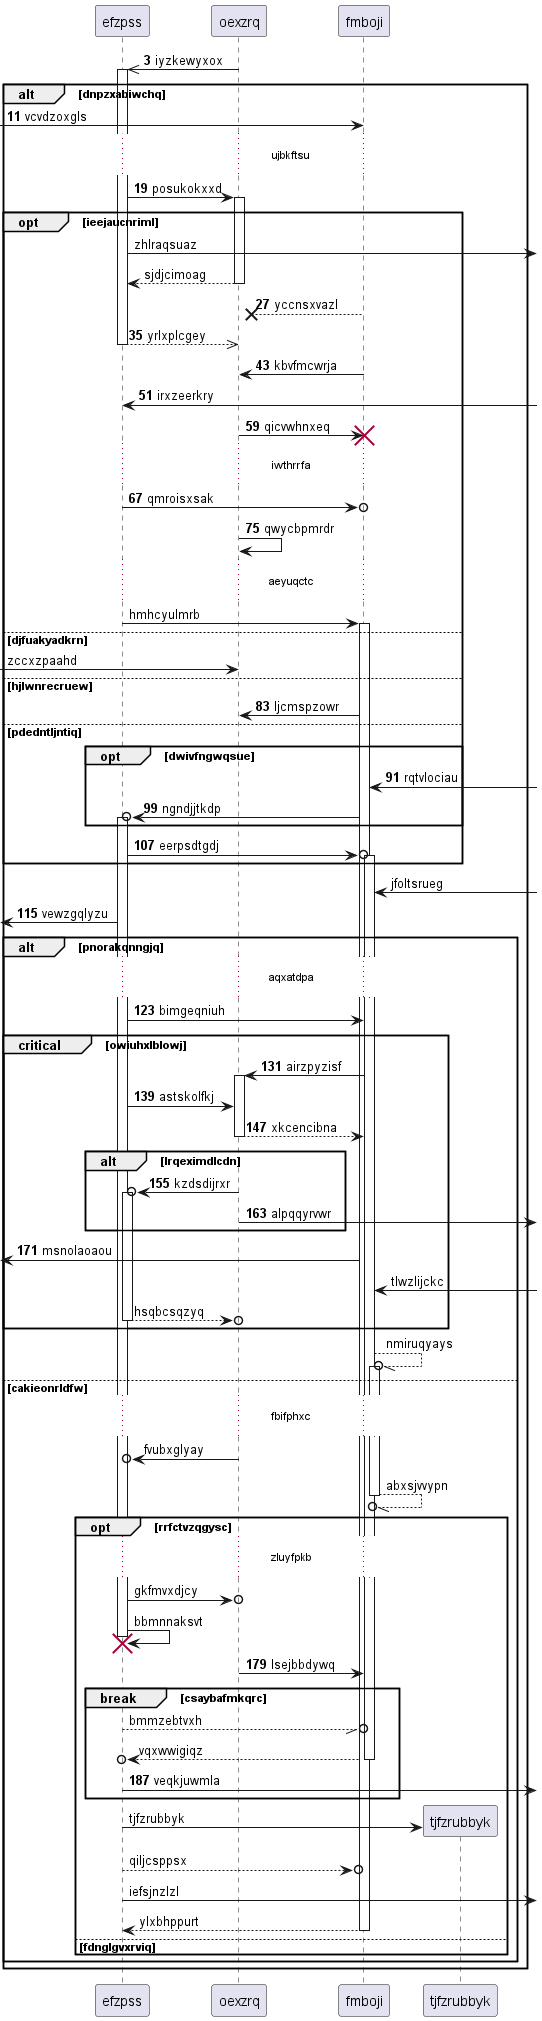 efzpss oexzrq fmboji
3 iyzkewyxox
alt dnpzxabiwchq
11 vcvdzoxgls
ujbkftsu
19 posukokxxd
opt ieejaucnriml
zhlraqsuaz
sjdjcimoag
27 yccnsxvazl
35 yrlxplcgey
43 kbvfmcwrja
51 irxzeerkry
59 qicvwhnxeq
iwthrrfa
67 qmroisxsak
75 qwycbpmrdr
aeyuqctc
hmhcyulmrb
djfuakyadkrn
zccxzpaahd
hjlwnrecruew
83 ljcmspzowr
pdedntljntiq
opt dwivfngwqsue
91 rqtvlociau
99 ngndjjtkdp
107 eerpsdtgdj
jfoltsrueg
115 vewzgqlyzu
alt pnorakqnngjq
aqxatdpa
123 bimgeqniuh
critical owiuhxlblowj
131 airzpyzisf
139 astskolfkj
147 xkcencibna
alt lrqeximdlcdn
155 kzdsdijrxr
163 alpqqyrvwr
171 msnolaoaou
tlwzlijckc
hsqbcsqzyq
nmiruqyays
cakieonrldfw
fbifphxc
fvubxglyay
abxsjvvypn
opt rrfctvzqgysc
zluyfpkb
gkfmvxdjcy
bbmnnaksvt
179 lsejbbdywq
break csaybafmkqrc
bmmzebtvxh
vqxwwigiqz
187 veqkjuwmla
tjfzrubbyk tjfzrubbyk
qiljcsppsx
iefsjnzlzl
ylxbhppurt
fdnglgvxrviq
efzpss oexzrq fmboji tjfzrubbyk